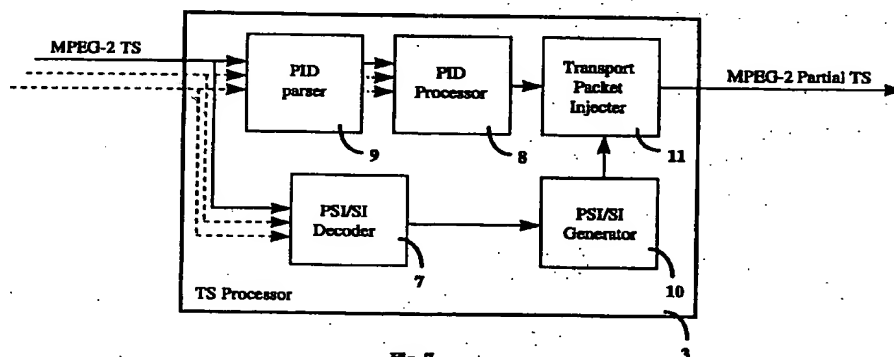 MPEG-2 TS
PID
parser
9
PID
Processor
8
Transport
Packet
Injecter
11
MPEG-2 Partial TS
PSI/SI
Decoder
7
PSI/SI
Generator
10
TS Processor
3